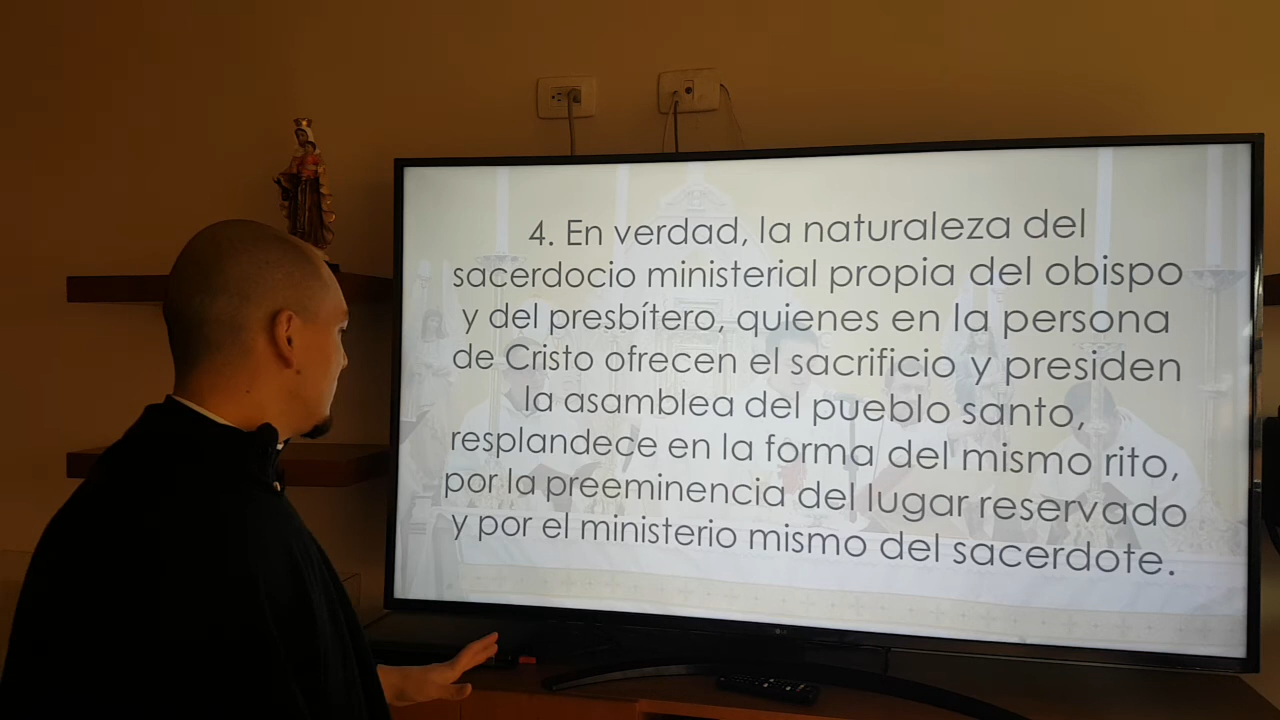 4. En verdad, la naturaleza del
sacerdocio ministerial propia del obispo
y del presbítero, quienes en la persona
de Cristo ofrecen el sacrificio y presiden
la asamblea del pueblo santo,
resplandece en la forma del mismo rito,
por la preeminencia del lugar reservado
y por el ministerio mismo del sacerdote.